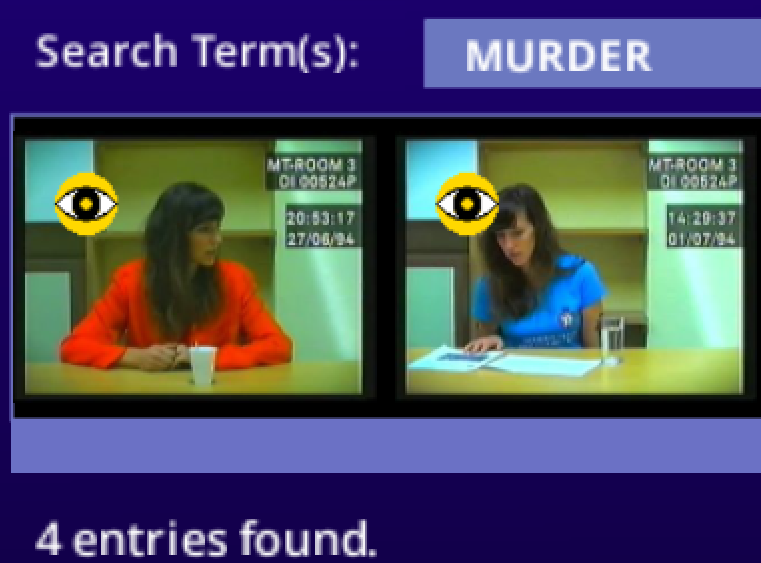 Search Term(s): MURDER
MT-ROOM 3
DI 00524P
20:53:17
27/06/94
MT-ROOM 3
DI 00524P
14:29:37
01/07/94
4 entries found.